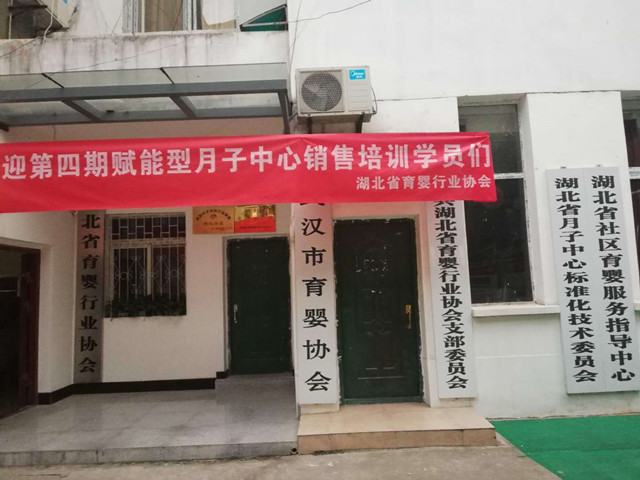 迎第四期赋能型月子中心销售培训学员们
湖北省育婴行业协会
北省育婴行业协会
汉市育婴协会
湖北省育婴行业协会支部委员会
湖北省月子中心标准化技术委员会
湖北省社区育婴服务指导中心
Midea